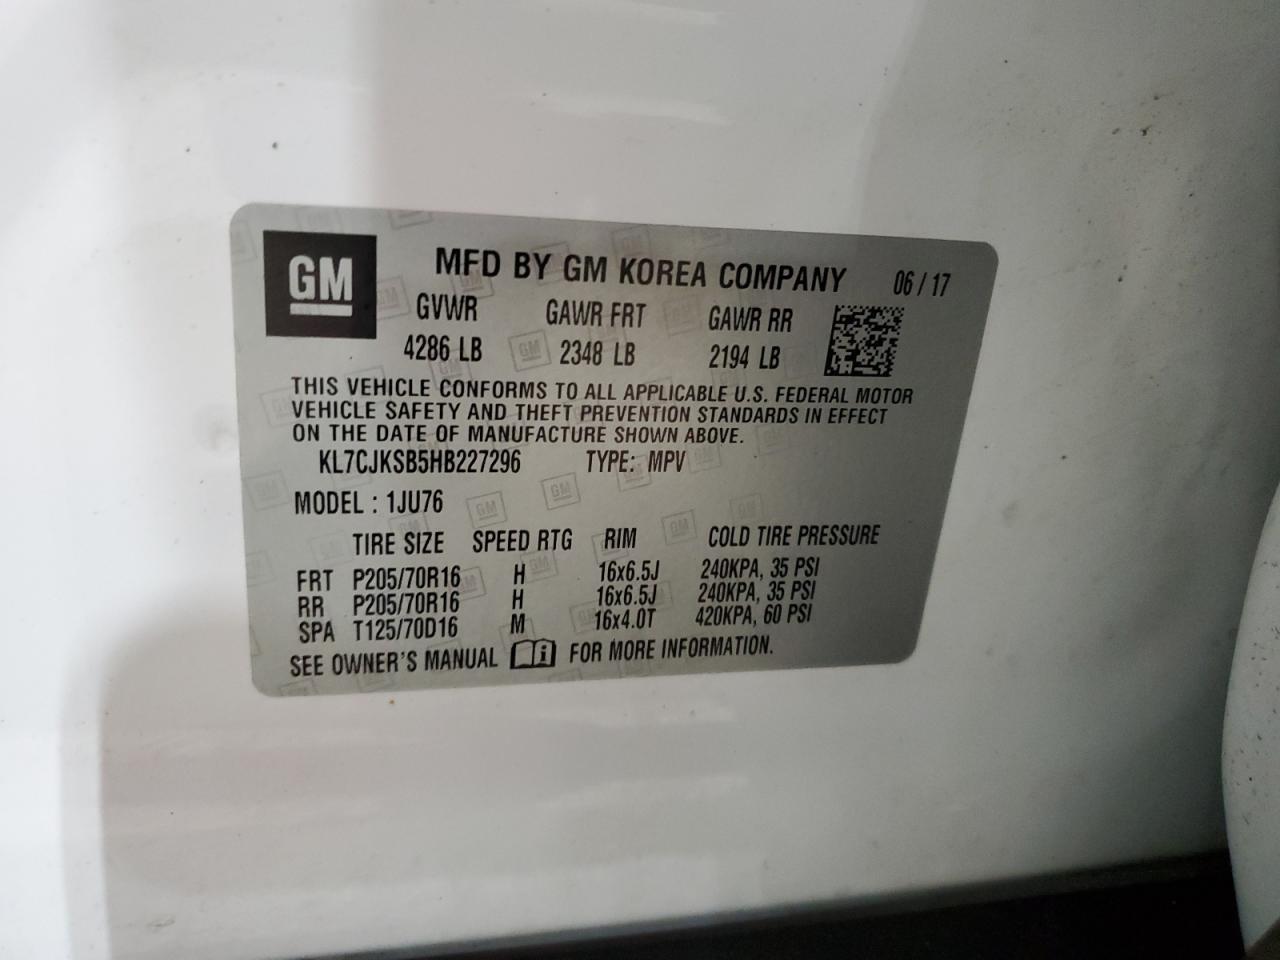 GM
MFD BY GM KOREA COMPANY 06 / 17
GVWR GAWR FRT GAWR RR
4286 LB 2348 LB 2194 LB
THIS VEHICLE CONFORMS TO ALL APPLICABLE U.S. FEDERAL MOTOR
VEHICLE SAFETY AND THEFT PREVENTION STANDARDS IN EFFECT
ON THE DATE OF MANUFACTURE SHOWN ABOVE.
KL7CJKSB5HB227296 TYPE: MPV
MODEL : 1JU76
TIRE SIZE SPEED RTG RIM COLD TIRE PRESSURE
FRT P205/70R16 H 16x6.5J 240KPA, 35 PSI
RR P205/70R16 H 16x6.5J 240KPA, 35 PSI
SPA T125/70D16 M 16x4.0T 420KPA, 60 PSI
SEE OWNER'S MANUAL i FOR MORE INFORMATION.